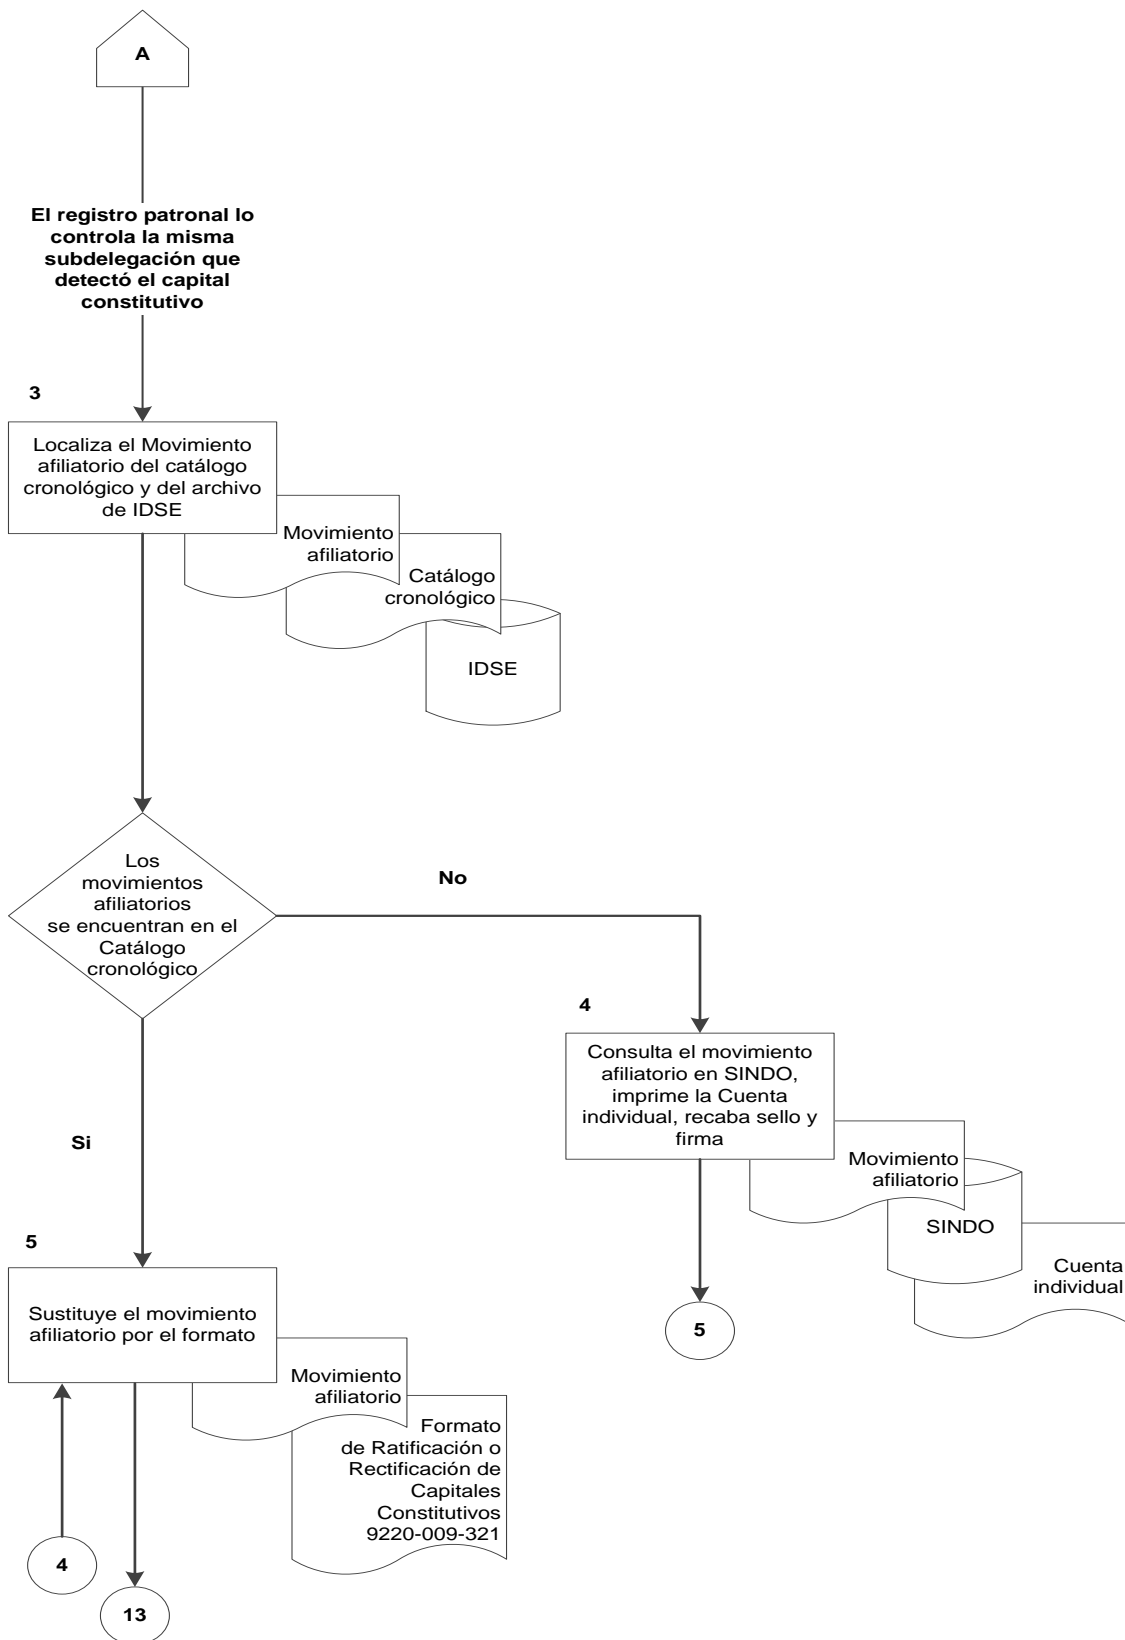 A
El registro patronal lo
controla la misma
subdelegación que
detectó el capital
constitutivo
3
Localiza el Movimiento
afiliatorio del catálogo
cronológico y del archivo
de IDSE
Movimiento
afiliatorio
Catálogo
cronológico
IDSE
Los
movimientos
afiliatorios
se encuentran en el
Catálogo
cronológico
No
4
Consulta el movimiento
afiliatorio en SINDO,
imprime la Cuenta
individual, recaba sello y
firma
Movimiento
afiliatorio
SINDO
Cuenta
individual
5
Si
5
Sustituye el movimiento
afiliatorio por el formato
Movimiento
afiliatorio
Formato
de Ratificación o
Rectificación de
Capitales
Constitutivos
9220-009-321
4
13